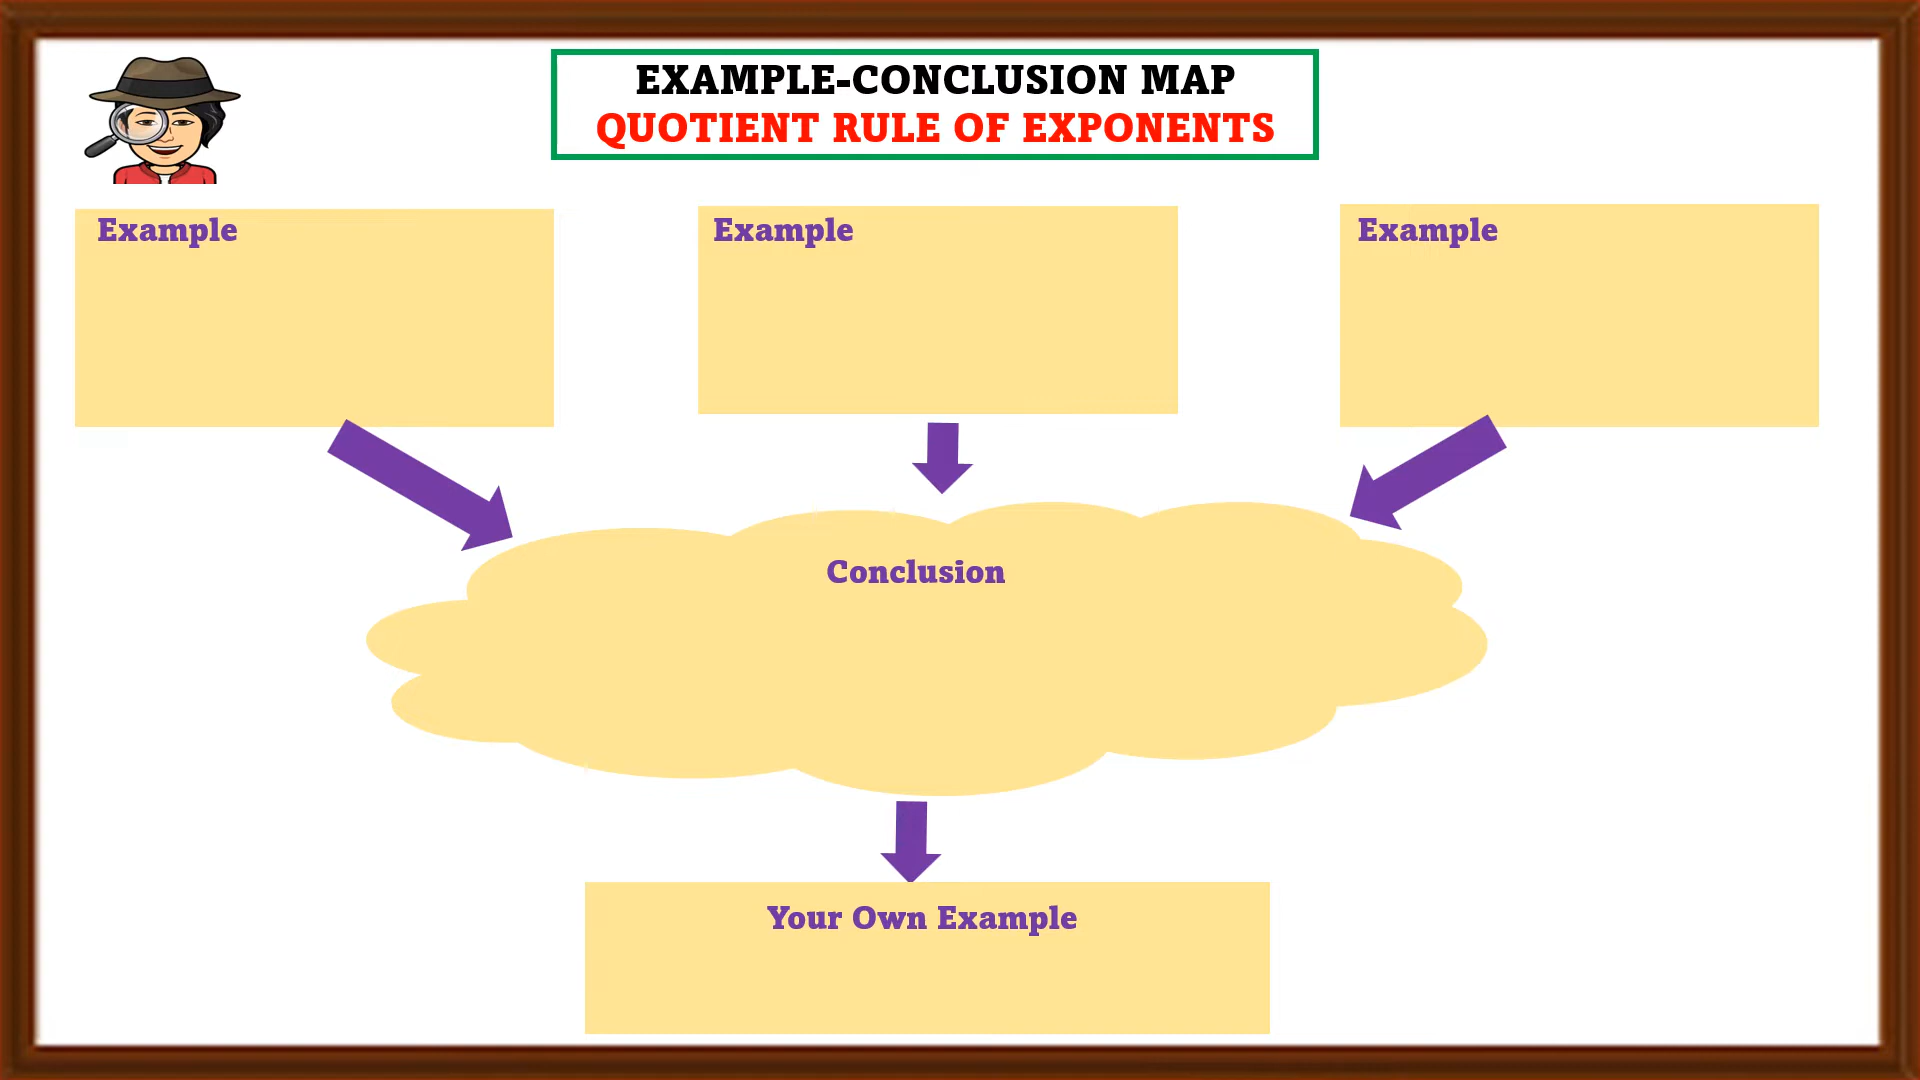 EXAMPLE-CONCLUSION MAP
QUOTIENT RULE OF EXPONENTS
Example
Example
Example
Conclusion
Your Own Example